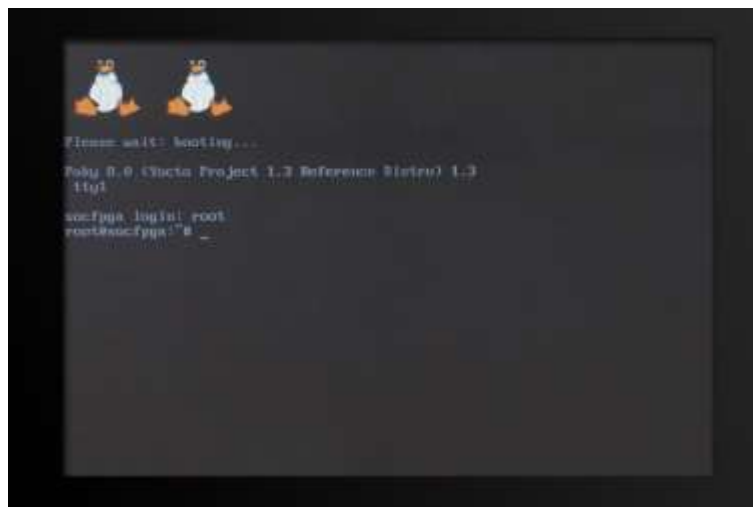 Please wait: booting...
Poky 8.0 (Yocto Project 1.3 Reference Distro) 1.3
tty1
socfpga login: root
root@socfpga:~# _